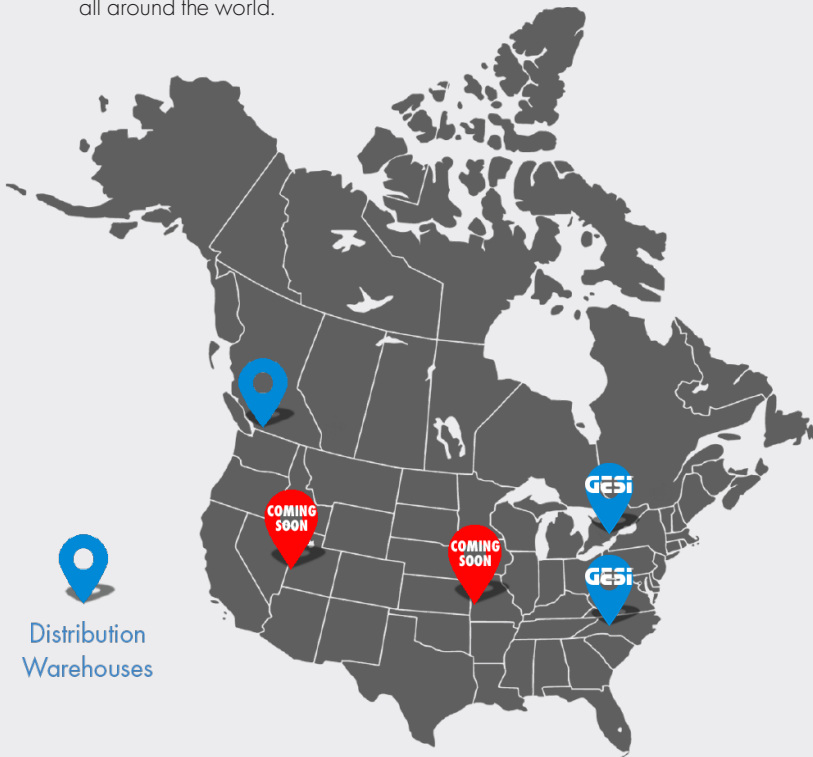 all around the world.
GESi
COMING
SOON
COMING
SOON
GESi
Distribution
Warehouses